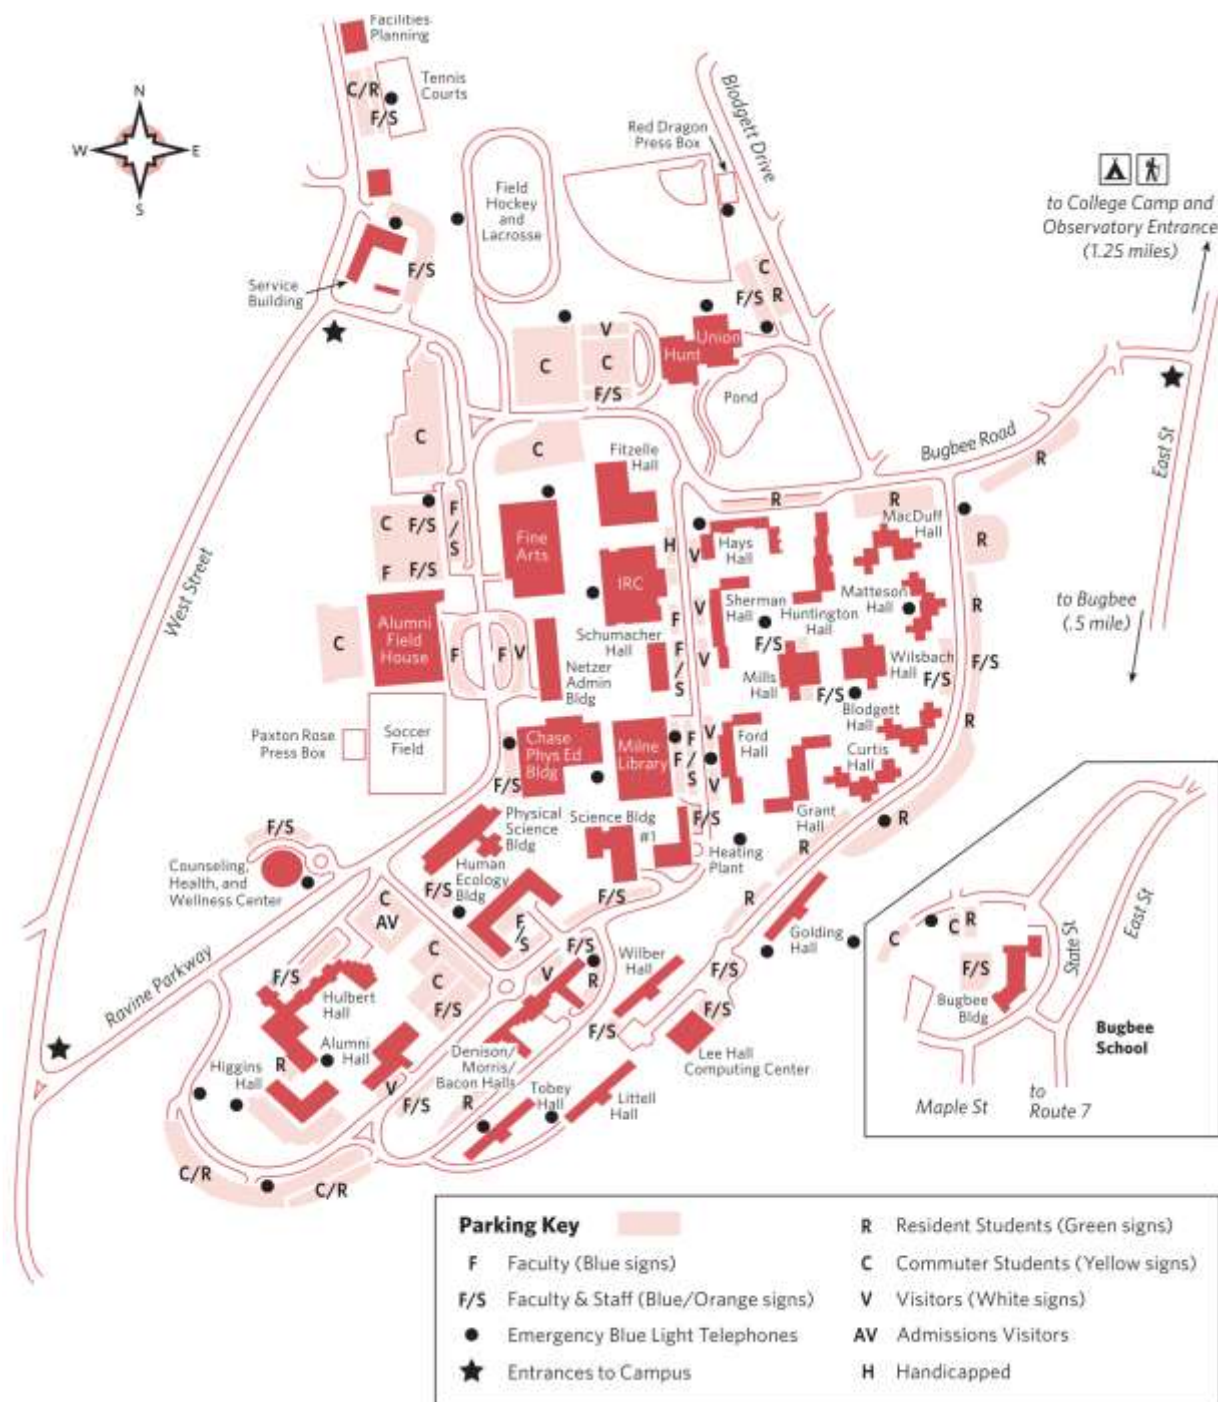 Facilities
Planning
C/R
F/S
Tennis
Courts
N
W
E
S
Blodgett Drive
Red Dragon
Press Box
Field
Hockey
and
Lacrosse
to College Camp and
Observatory Entrance
(1.25 miles)
Service
Building
F/S
C
F/S
R
V
C
C
F/S
Hunt
Union
Pond
East St
Bugbee Road
R
C
C
Fitzelle
Hall
R
R
MacDuff
Hall
R
F/S
C
F/S
F
F/S
Fine
Arts
H
V
Hays
Hall
IRC
Sherman
Hall
Huntington
Hall
Matteson
Hall
R
to Bugbee
(.5 mile)
West Street
C
Alumni
Field
House
F
F
V
Schumacher
Hall
F
V
F/S
V
F/S
Netzer
Admin
Bldg
Mills
Hall
F/S
Wilsbach
Hall
F/S
F/S
Blodgett
Hall
R
Paxton Rose
Press Box
Soccer
Field
Chase
Phys Ed
Bldg
F/S
Milne
Library
F
F/S
V
V
Ford
Hall
Curtis
Hall
Grant
Hall
R
R
F/S
Physical
Science
Bldg
Science Bldg
#1
F/S
Heating
Plant
Counseling,
Health, and
Wellness Center
Human
Ecology
Bldg
F/S
F/S
F/S
C
AV
C
C
F/S
F/S
V
R
Wilber
Hall
R
Golding
Hall
F/S
F/S
F/S
Ravine Parkway
F/S
Hulbert
Hall
Alumni
Hall
R
Higgins
Hall
V
F/S
Denison/
Morris/
Bacon Halls
R
Tobey
Hall
Littell
Hall
Lee Hall
Computing Center
C/R
C/R
C
C
R
F/S
Bugbee
Bldg
State St
East St
Bugbee
School
Maple St
to
Route 7
Parking Key
F Faculty (Blue signs)
F/S Faculty & Staff (Blue/Orange signs)
Emergency Blue Light Telephones
Entrances to Campus
R Resident Students (Green signs)
C Commuter Students (Yellow signs)
V Visitors (White signs)
AV Admissions Visitors
H Handicapped